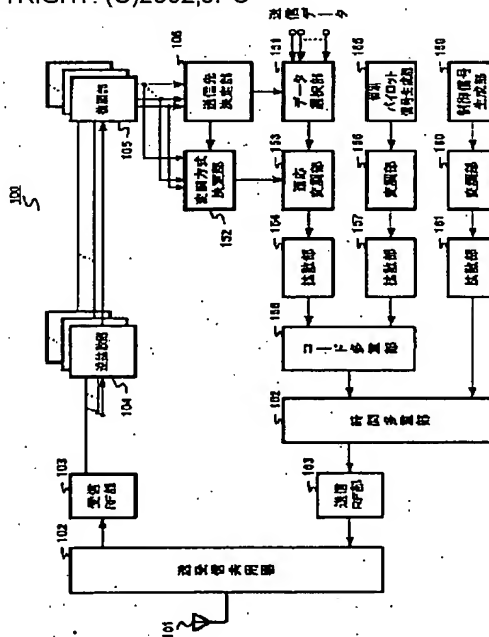 TRIGHT: (C)2002,JPO
100
101
102
送受信共用器
103
受信
RF部
104
逆拡散部
105
復調部
106
送信先
決定部
152
変調方式
決定部
送信データ
151
データ
選択部
153
適応
変調部
154
拡散部
155
パイロット
信号生成部
156
変調部
157
拡散部
158
コード多重部
159
制御信号
生成部
160
変調部
161
拡散部
162
時間多重部
163
送信
RF部